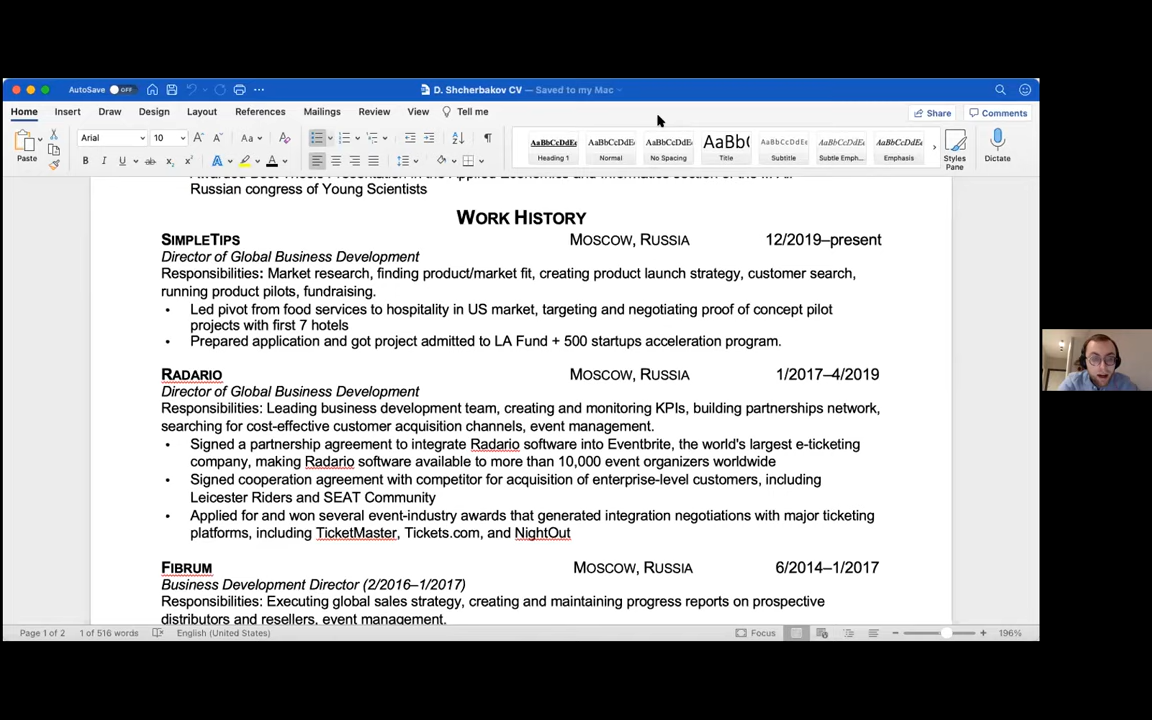 AutoSave OFF
D. Shcherbakov CV — Saved to my Mac
Home Insert Draw Design Layout References Mailings Review View Tell me Share Comments
Paste Arial 10 Aa
AaBbCcDdEe AaBbCcDdEe AaBbCcDdEe AaBb( AaBbCcDdEe AaBbCcDdEe AaBbCcDdEe
Heading 1 Normal No Spacing Title Subtitle Subtle Emph... Emphasis Styles Pane Dictate
Russian congress of Young Scientists
WORK HISTORY
SIMPLETIPS MOSCOW, RUSSIA 12/2019–present
Director of Global Business Development
Responsibilities: Market research, finding product/market fit, creating product launch strategy, customer search,
running product pilots, fundraising.
• Led pivot from food services to hospitality in US market, targeting and negotiating proof of concept pilot
projects with first 7 hotels
• Prepared application and got project admitted to LA Fund + 500 startups acceleration program.
RADARIO MOSCOW, RUSSIA 1/2017–4/2019
Director of Global Business Development
Responsibilities: Leading business development team, creating and monitoring KPIs, building partnerships network,
searching for cost-effective customer acquisition channels, event management.
• Signed a partnership agreement to integrate Radario software into Eventbrite, the world's largest e-ticketing
company, making Radario software available to more than 10,000 event organizers worldwide
• Signed cooperation agreement with competitor for acquisition of enterprise-level customers, including
Leicester Riders and SEAT Community
• Applied for and won several event-industry awards that generated integration negotiations with major ticketing
platforms, including TicketMaster, Tickets.com, and NightOut
FIBRUM MOSCOW, RUSSIA 6/2014–1/2017
Business Development Director (2/2016–1/2017)
Responsibilities: Executing global sales strategy, creating and maintaining progress reports on prospective
distributors and resellers, event management.
Page 1 of 2 1 of 516 words English (United States) Focus 196%